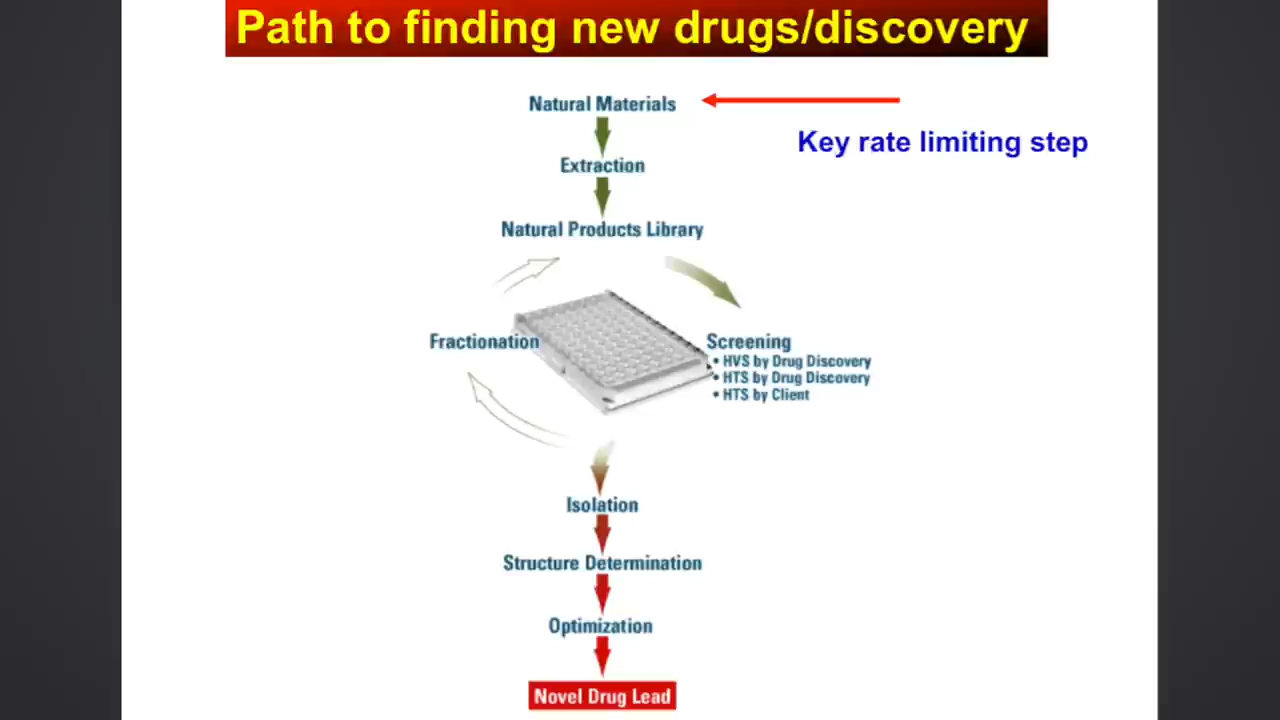 Path to finding new drugs/discovery
Natural Materials
Key rate limiting step
Extraction
Natural Products Library
Fractionation
Screening
• HVS by Drug Discovery
• HTS by Drug Discovery
• HTS by Client
Isolation
Structure Determination
Optimization
Novel Drug Lead